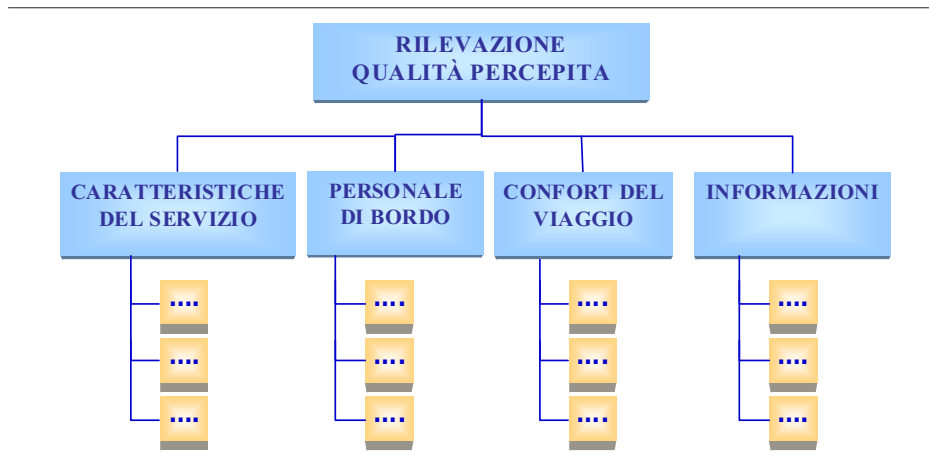 RILEVAZIONE
QUALITÀ PERCEPITA
CARATTERISTICHE
DEL SERVIZIO
PERSONALE
DI BORDO
CONFORT DEL
VIAGGIO
INFORMAZIONI
.... .... .... ....
.... .... .... ....
.... .... .... ....